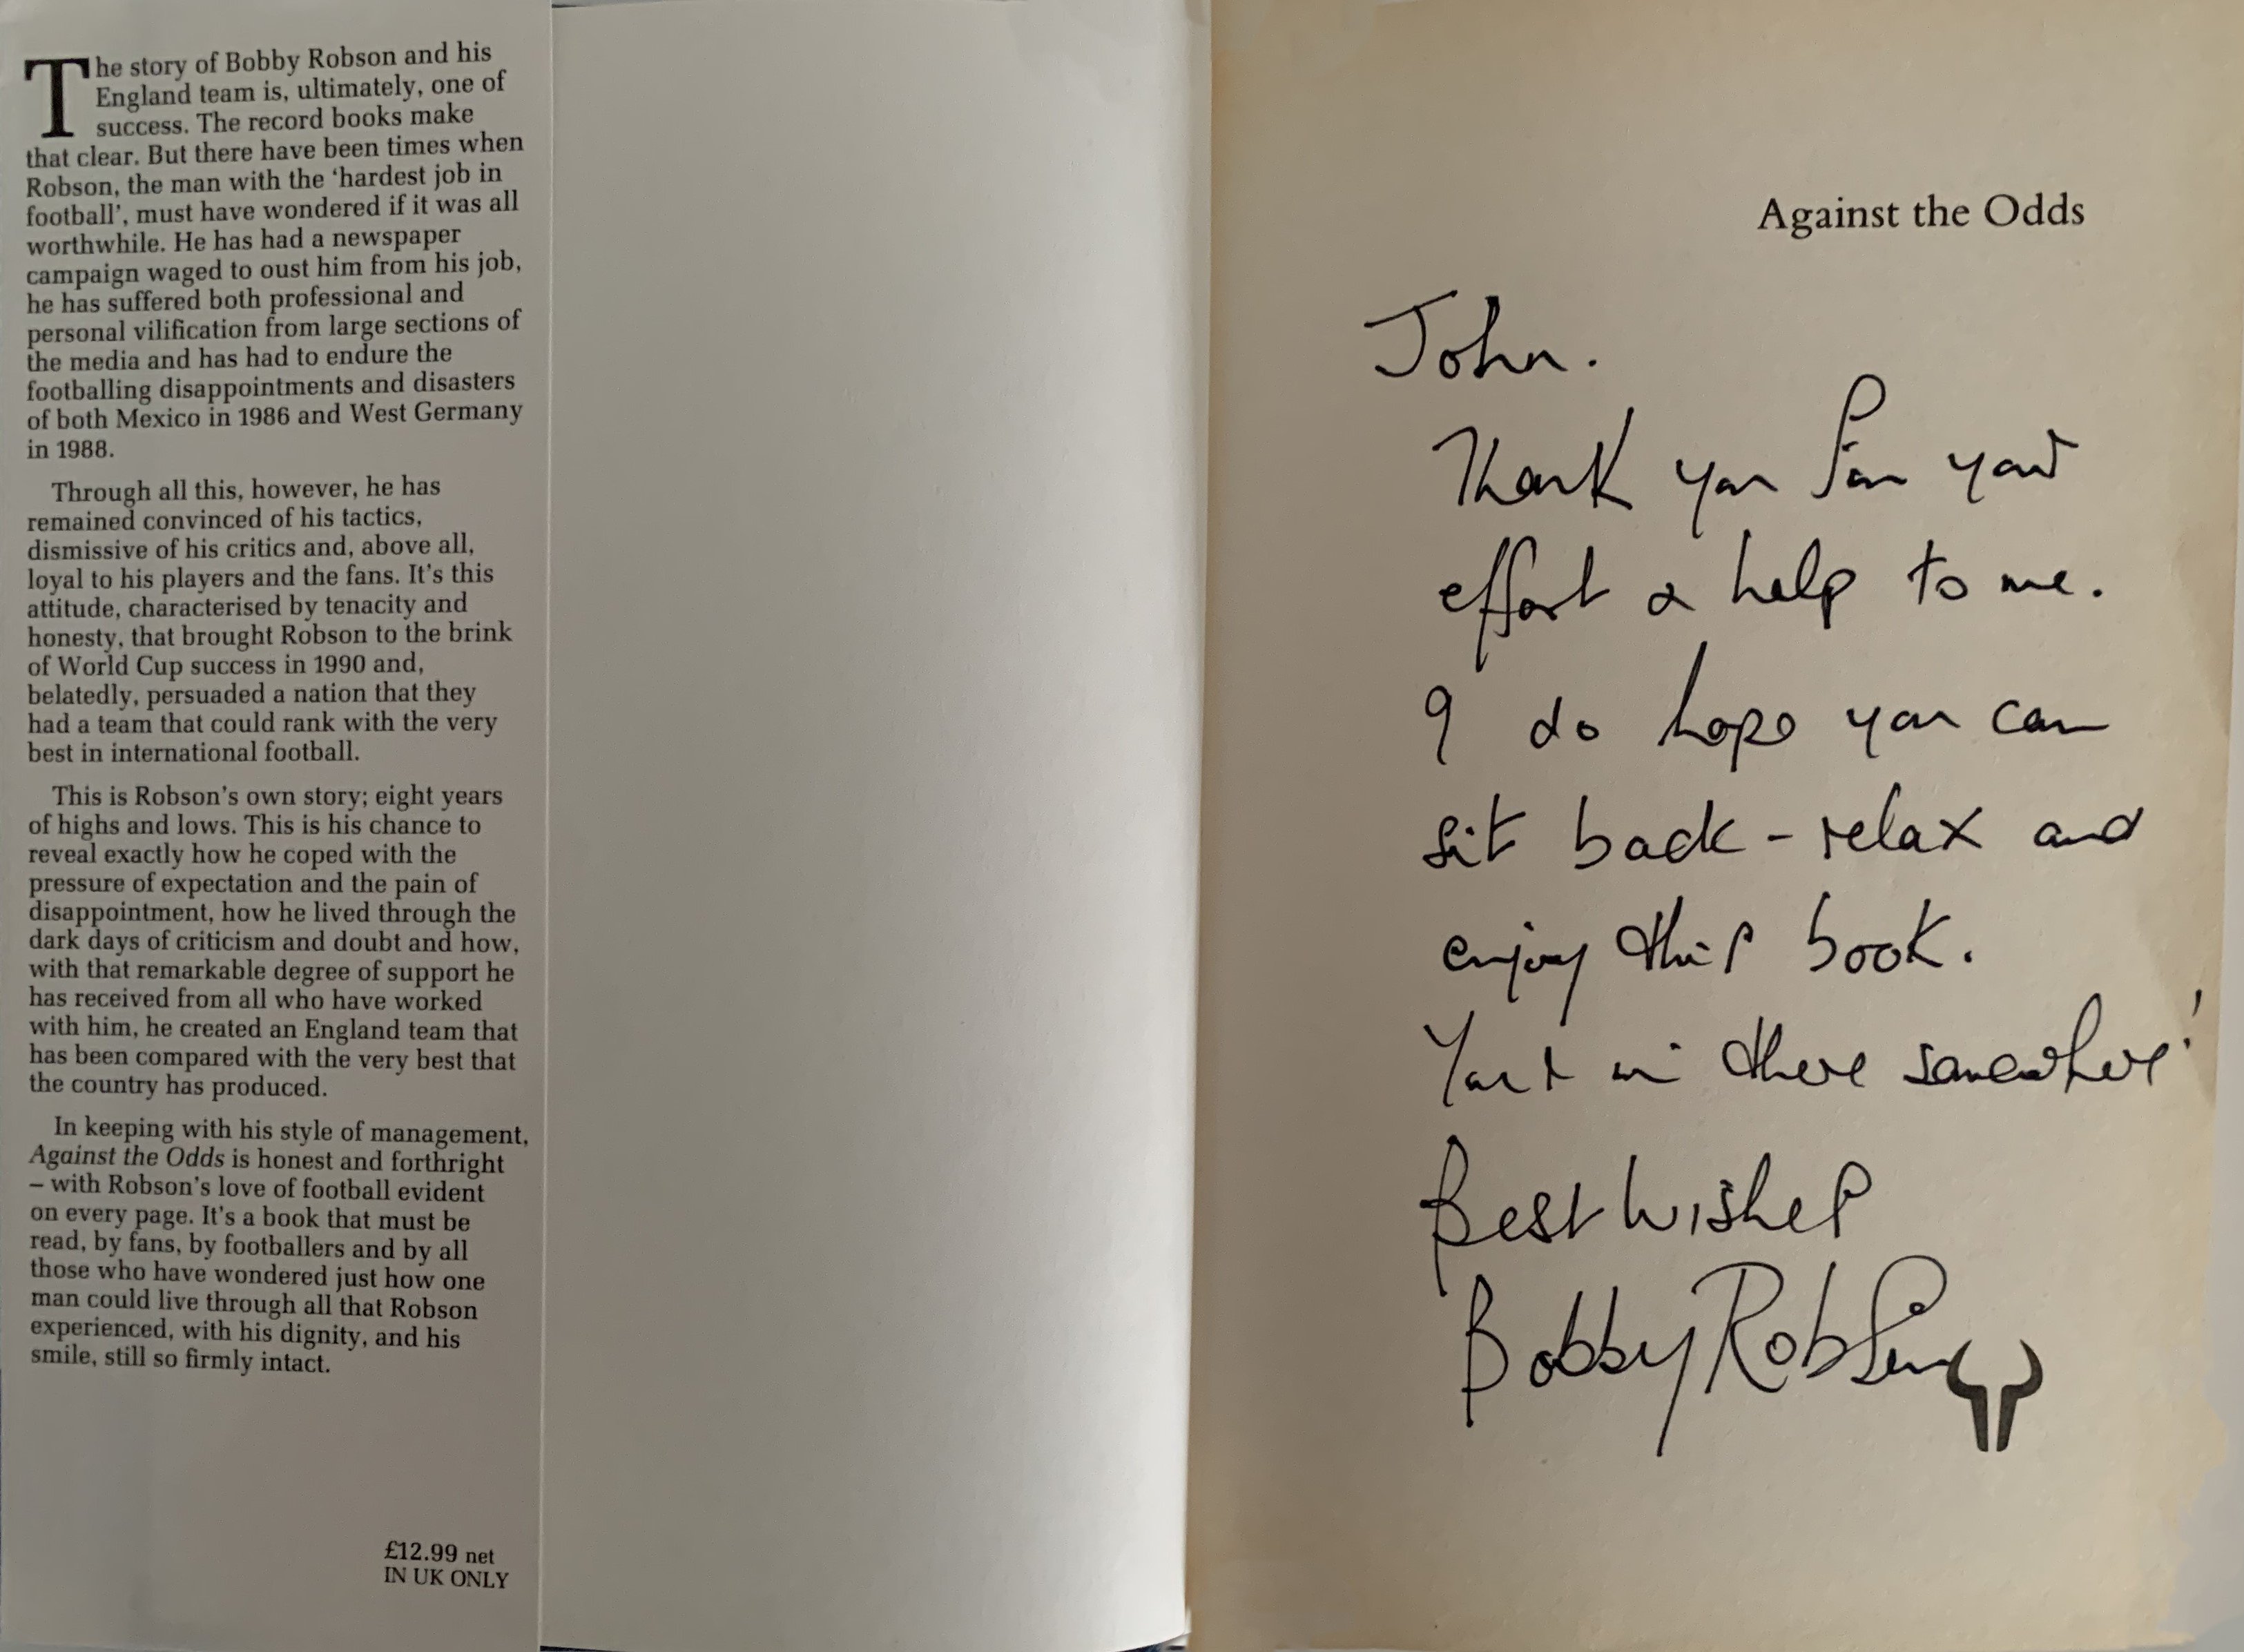 The story of Bobby Robson and his
England team is, ultimately, one of
success. The record books make
that clear. But there have been times when
Robson, the man with the ‘hardest job in
football’, must have wondered if it was all
worthwhile. He has had a newspaper
campaign waged to oust him from his job,
he has suffered both professional and
personal vilification from large sections of
the media and has had to endure the
footballing disappointments and disasters
of both Mexico in 1986 and West Germany
in 1988.
Through all this, however, he has
remained convinced of his tactics,
dismissive of his critics and, above all,
loyal to his players and the fans. It’s this
attitude, characterised by tenacity and
honesty, that brought Robson to the brink
of World Cup success in 1990 and,
belatedly, persuaded a nation that they
had a team that could rank with the very
best in international football.
This is Robson’s own story; eight years
of highs and lows. This is his chance to
reveal exactly how he coped with the
pressure of expectation and the pain of
disappointment, how he lived through the
dark days of criticism and doubt and how,
with that remarkable degree of support he
has received from all who have worked
with him, he created an England team that
has been compared with the very best that
the country has produced.
In keeping with his style of management,
Against the Odds is honest and forthright
– with Robson’s love of football evident
on every page. It’s a book that must be
read, by fans, by footballers and by all
those who have wondered just how one
man could live through all that Robson
experienced, with his dignity, and his
smile, still so firmly intact.
£12.99 net
IN UK ONLY
Against the Odds
John.
Thank you for your
effort & help to me.
I do hope you can
sit back - relax and
enjoy this book.
in there somewhere!
Best Wishes
Bobby Robson